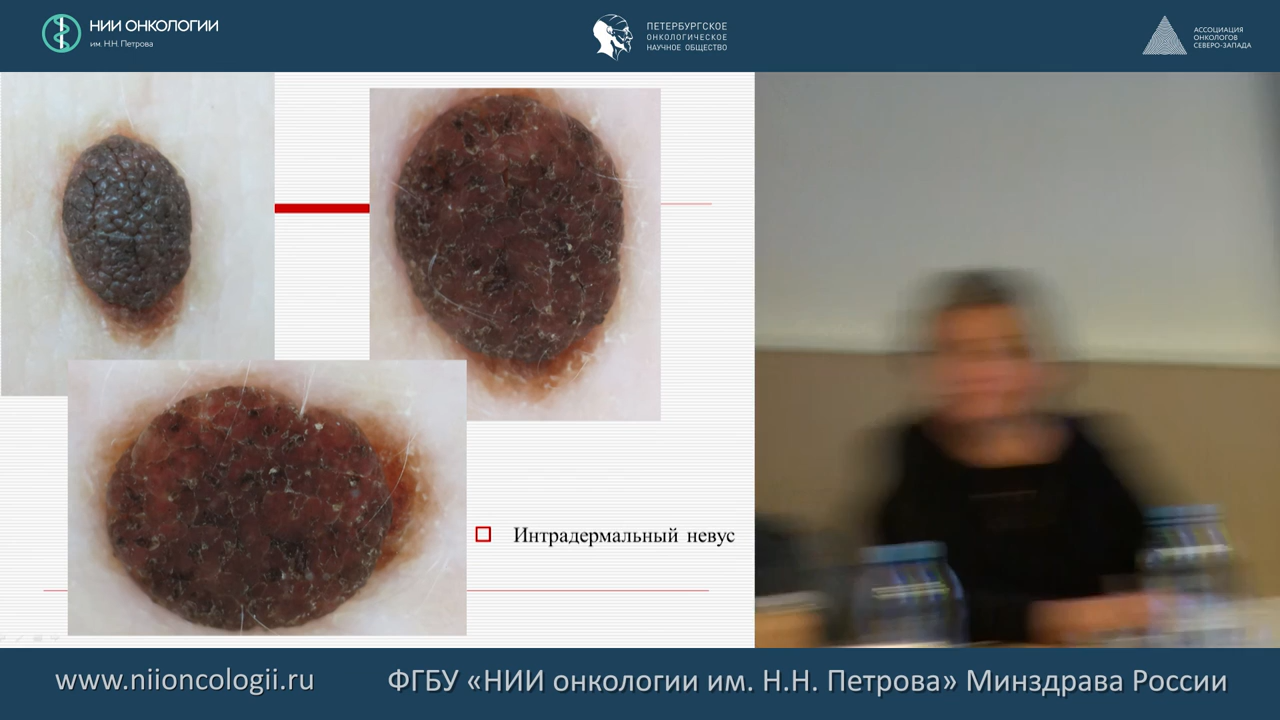 НИИ ОНКОЛОГИИ
им. Н.Н. Петрова
ПЕТЕРБУРГСКОЕ
ОНКОЛОГИЧЕСКОЕ
НАУЧНОЕ ОБЩЕСТВО
АССОЦИАЦИЯ
ОНКОЛОГОВ
СЕВЕРО-ЗАПАДА
Интрадермальный невус
www.niioncologii.ru
ФГБУ «НИИ онкологии им. Н.Н. Петрова» Минздрава России